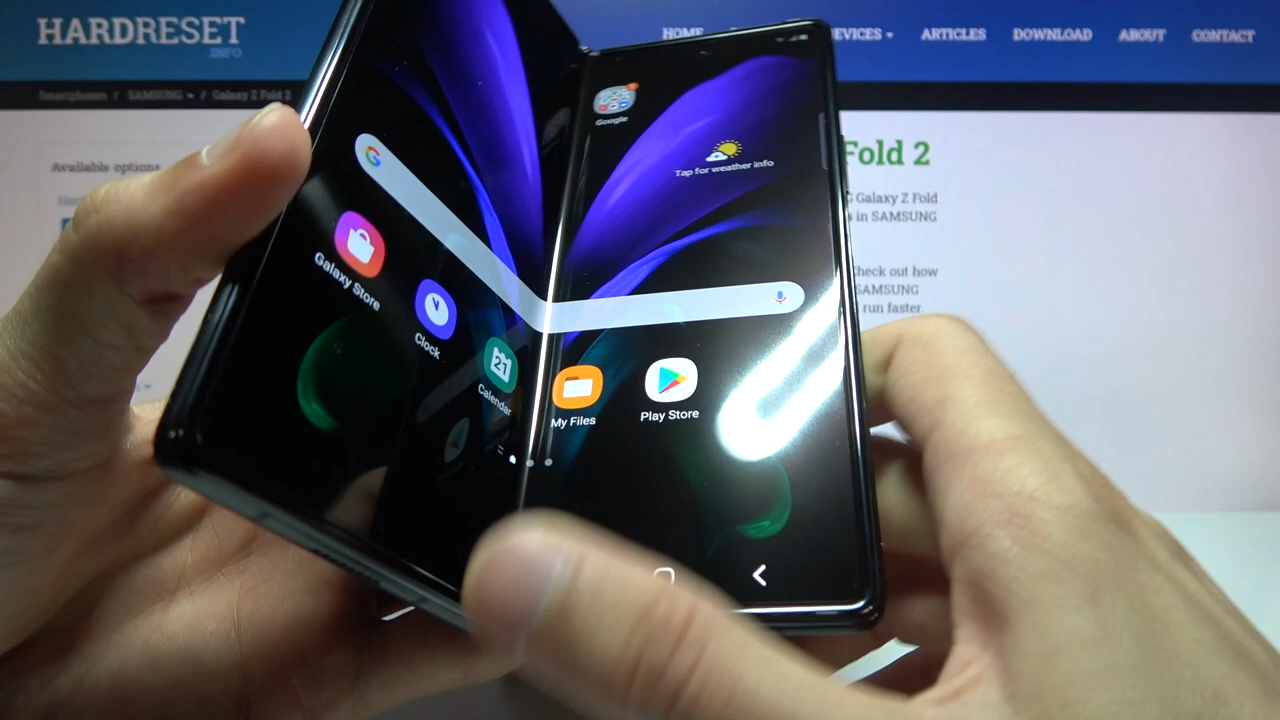 HARDRESET
.INFO
HOME
DEVICES
ARTICLES
DOWNLOAD
ABOUT
CONTACT
Smartphones / SAMSUNG / Galaxy Z Fold 2
Available options
Fold 2
Galaxy Z Fold
in SAMSUNG
check out how
SAMSUNG
run faster.
Google
Tap for weather info
Galaxy Store
Clock
21
Calendar
My Files
Play Store